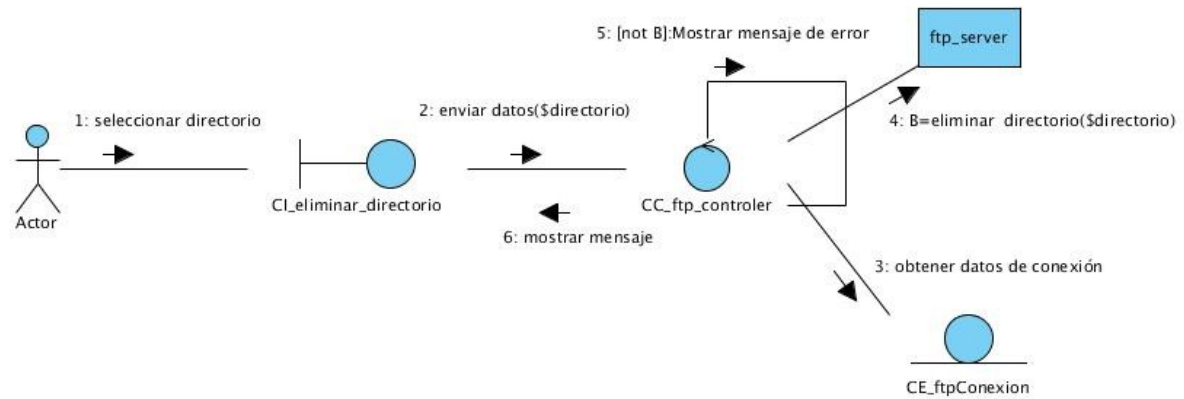 5: [not B]:Mostrar mensaje de error
ftp_server
1: seleccionar directorio
2: enviar datos($directorio)
4: B=eliminar directorio($directorio)
Actor
CI_eliminar_directorio
CC_ftp_controler
6: mostrar mensaje
3: obtener datos de conexión
CE_ftpConexion